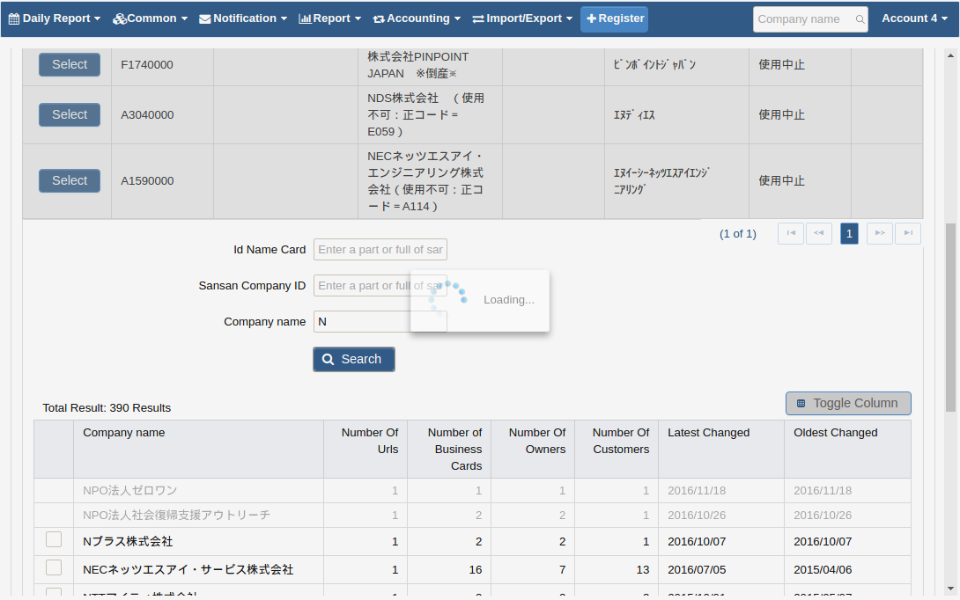 Daily Report Common Notification Report Accounting Import/Export Register Company name Account 4
Select F1740000 株式会社PINPOINT ﾋﾟﾝﾎﾟｲﾝﾄｼﾞｬﾊﾟﾝ 使用中止
JAPAN ※倒産※
Select A3040000 NDS株式会社 （使用 ｴﾇﾃﾞｨｴｽ 使用中止
不可：正コード＝
E059）
Select A1590000 NECネッツエスアイ・ ｴﾇｲｰｼｰﾈｯﾂｴｽｱｲｴﾝｼﾞ 使用中止
エンジニアリング株式 ﾆｱﾘﾝｸﾞ
会社（使用不可：正コ
ード＝A114）
(1 of 1) 1
Id Name Card Enter a part or full of sar
Sansan Company ID Enter a part or full of sar
Loading...
Company name N
Search
Toggle Column
Total Result: 390 Results
Company name Number Of Number of Number Of Number Of Latest Changed Oldest Changed
Urls Business Owners Customers
Cards
NPO法人ゼロワン 1 1 1 1 2016/11/18 2016/11/18
NPO法人社会復帰支援アウトリーチ 1 2 2 1 2016/10/26 2016/10/26
Nプラス株式会社 1 2 2 1 2016/10/07 2016/10/07
NECネッツエスアイ・サービス株式会社 1 16 7 13 2016/07/05 2015/04/06